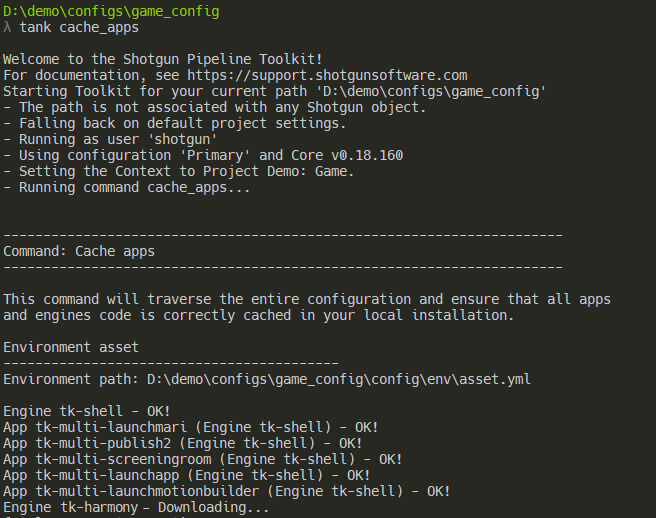 D:\demo\configs\game_config
λ tank cache_apps
Welcome to the Shotgun Pipeline Toolkit!
For documentation, see https://support.shotgunsoftware.com
Starting Toolkit for your current path 'D:\demo\configs\game_config'
- The path is not associated with any Shotgun object.
- Falling back on default project settings.
- Running as user 'shotgun'
- Using configuration 'Primary' and Core v0.18.160
- Setting the Context to Project Demo: Game.
- Running command cache_apps...
----------------------------------------------------------------------
Command: Cache apps
----------------------------------------------------------------------
This command will traverse the entire configuration and ensure that all apps
and engines code is correctly cached in your local installation.
Environment asset
------------------------------------------
Environment path: D:\demo\configs\game_config\config\env\asset.yml
Engine tk-shell - OK!
App tk-multi-launchmari (Engine tk-shell) - OK!
App tk-multi-publish2 (Engine tk-shell) - OK!
App tk-multi-screeningroom (Engine tk-shell) - OK!
App tk-multi-launchapp (Engine tk-shell) - OK!
App tk-multi-launchmotionbuilder (Engine tk-shell) - OK!
Engine tk-harmony - Downloading...